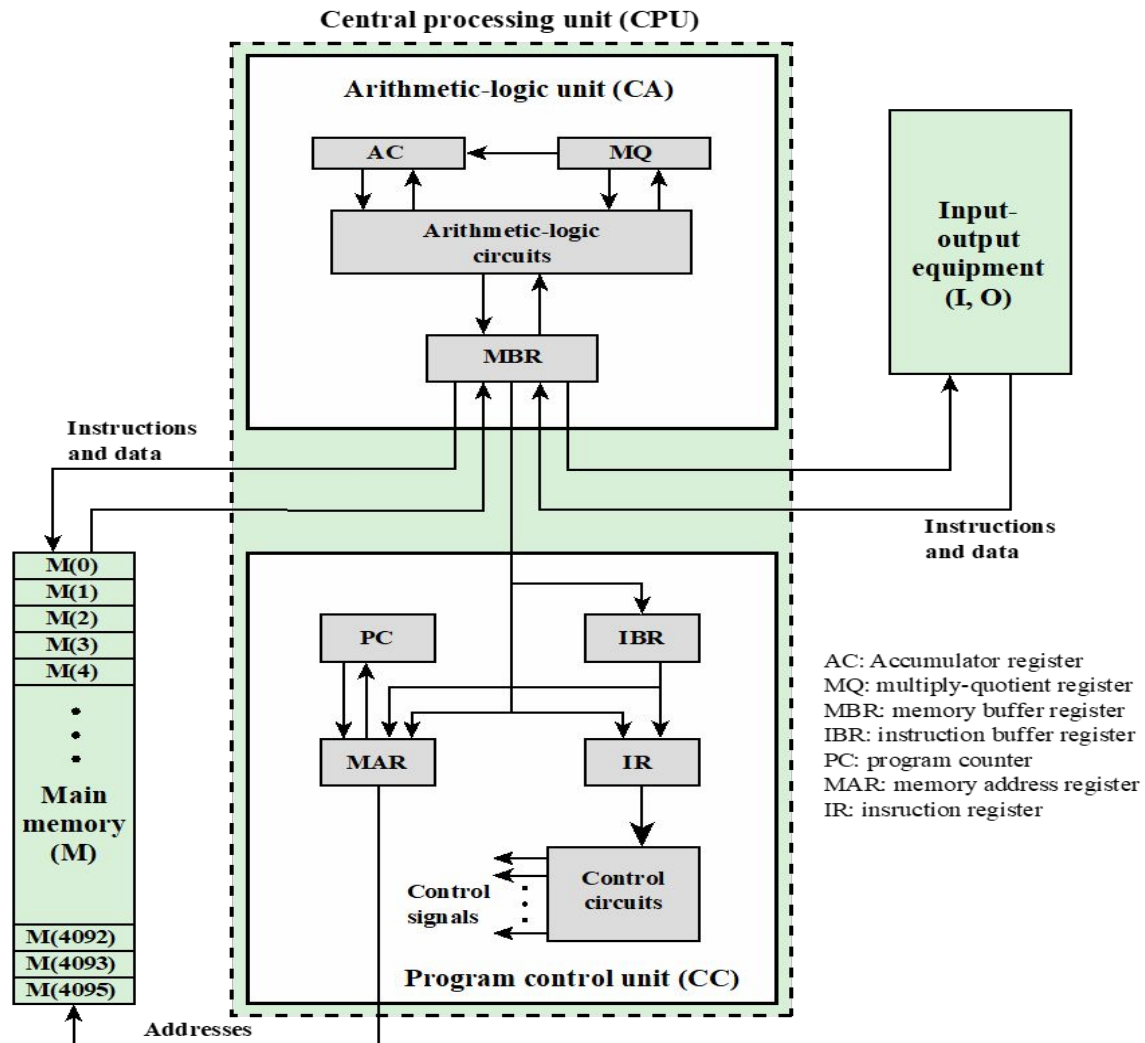 Central processing unit (CPU)
Arithmetic-logic unit (CA)
AC
MQ
Arithmetic-logic
circuits
MBR
Input-
output
equipment
(I, O)
Instructions
and data
Instructions
and data
M(0)
M(1)
M(2)
M(3)
M(4)
Main
memory
(M)
M(4092)
M(4093)
M(4095)
PC
IBR
MAR
IR
Control
circuits
Control
signals
Program control unit (CC)
Addresses
AC: Accumulator register
MQ: multiply-quotient register
MBR: memory buffer register
IBR: instruction buffer register
PC: program counter
MAR: memory address register
IR: insruction register